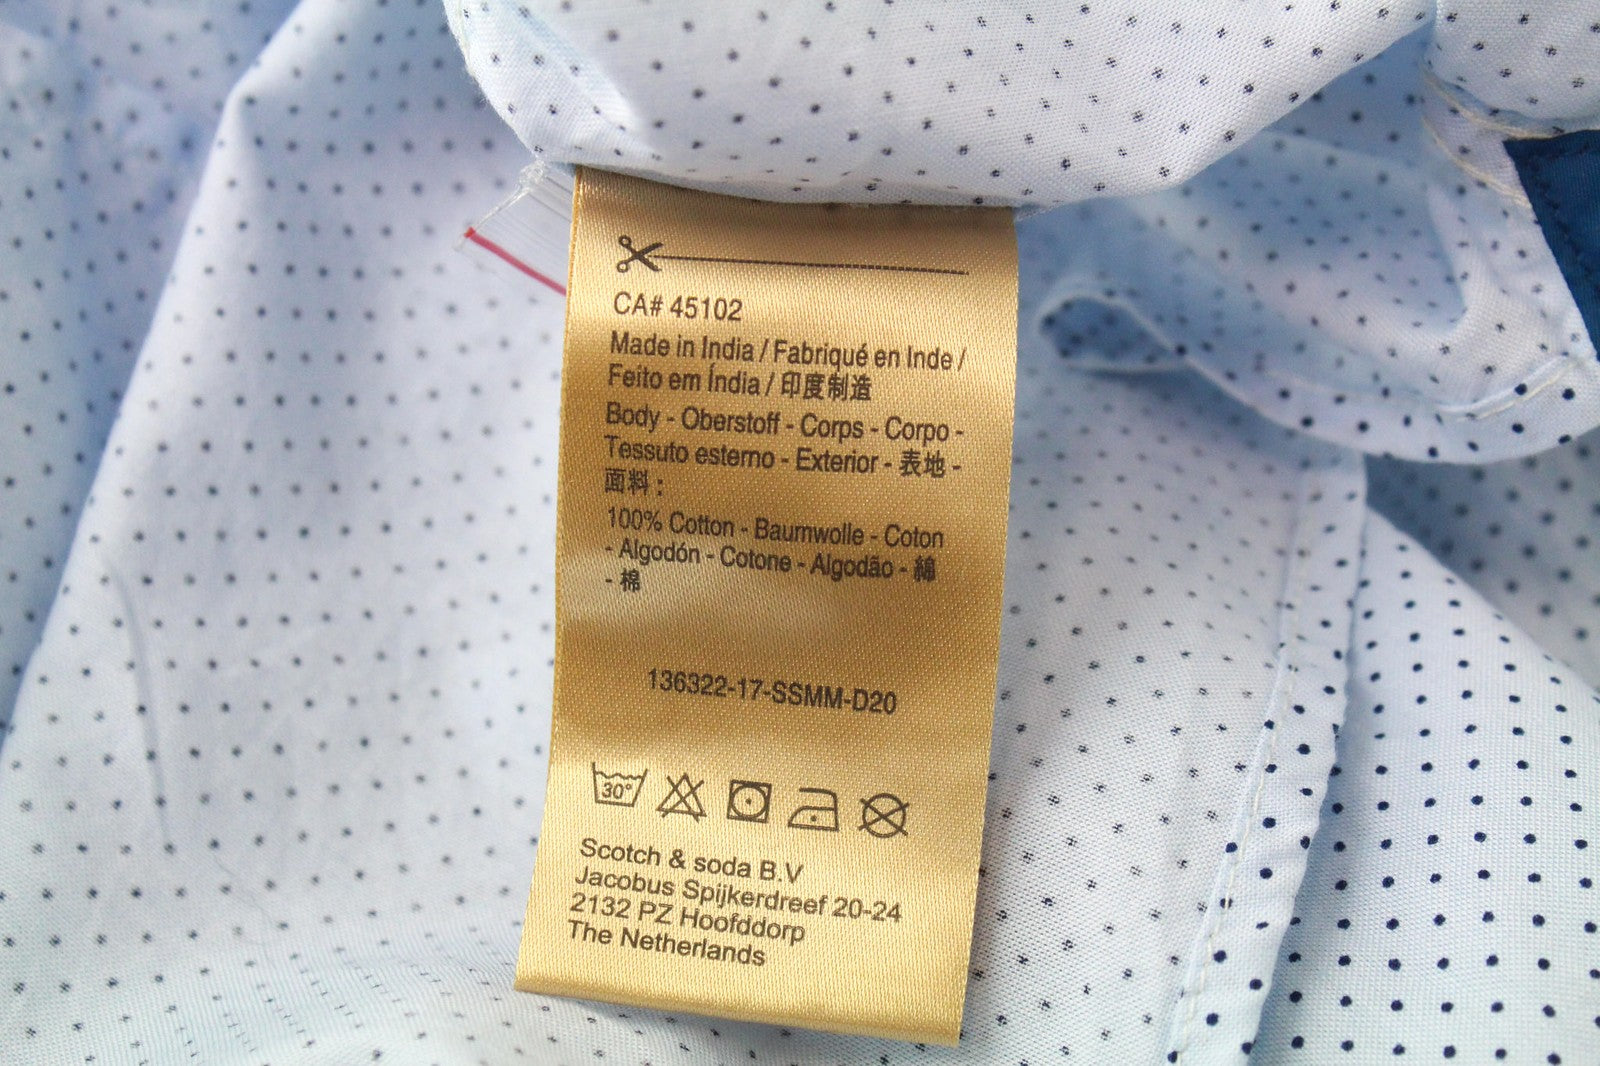 CA# 45102
Made in India / Fabriqué en Inde /
Feito em Índia / 印度制造
Body - Oberstoff - Corps - Corpo -
Tessuto esterno - Exterior - 表地 -
面料 :
100% Cotton - Baumwolle - Coton
- Algodón - Cotone - Algodão - 綿
- 棉
136322-17-SSMM-D20
30°
Scotch & soda B.V
Jacobus Spijkerdreef 20-24
2132 PZ Hoofddorp
The Netherlands